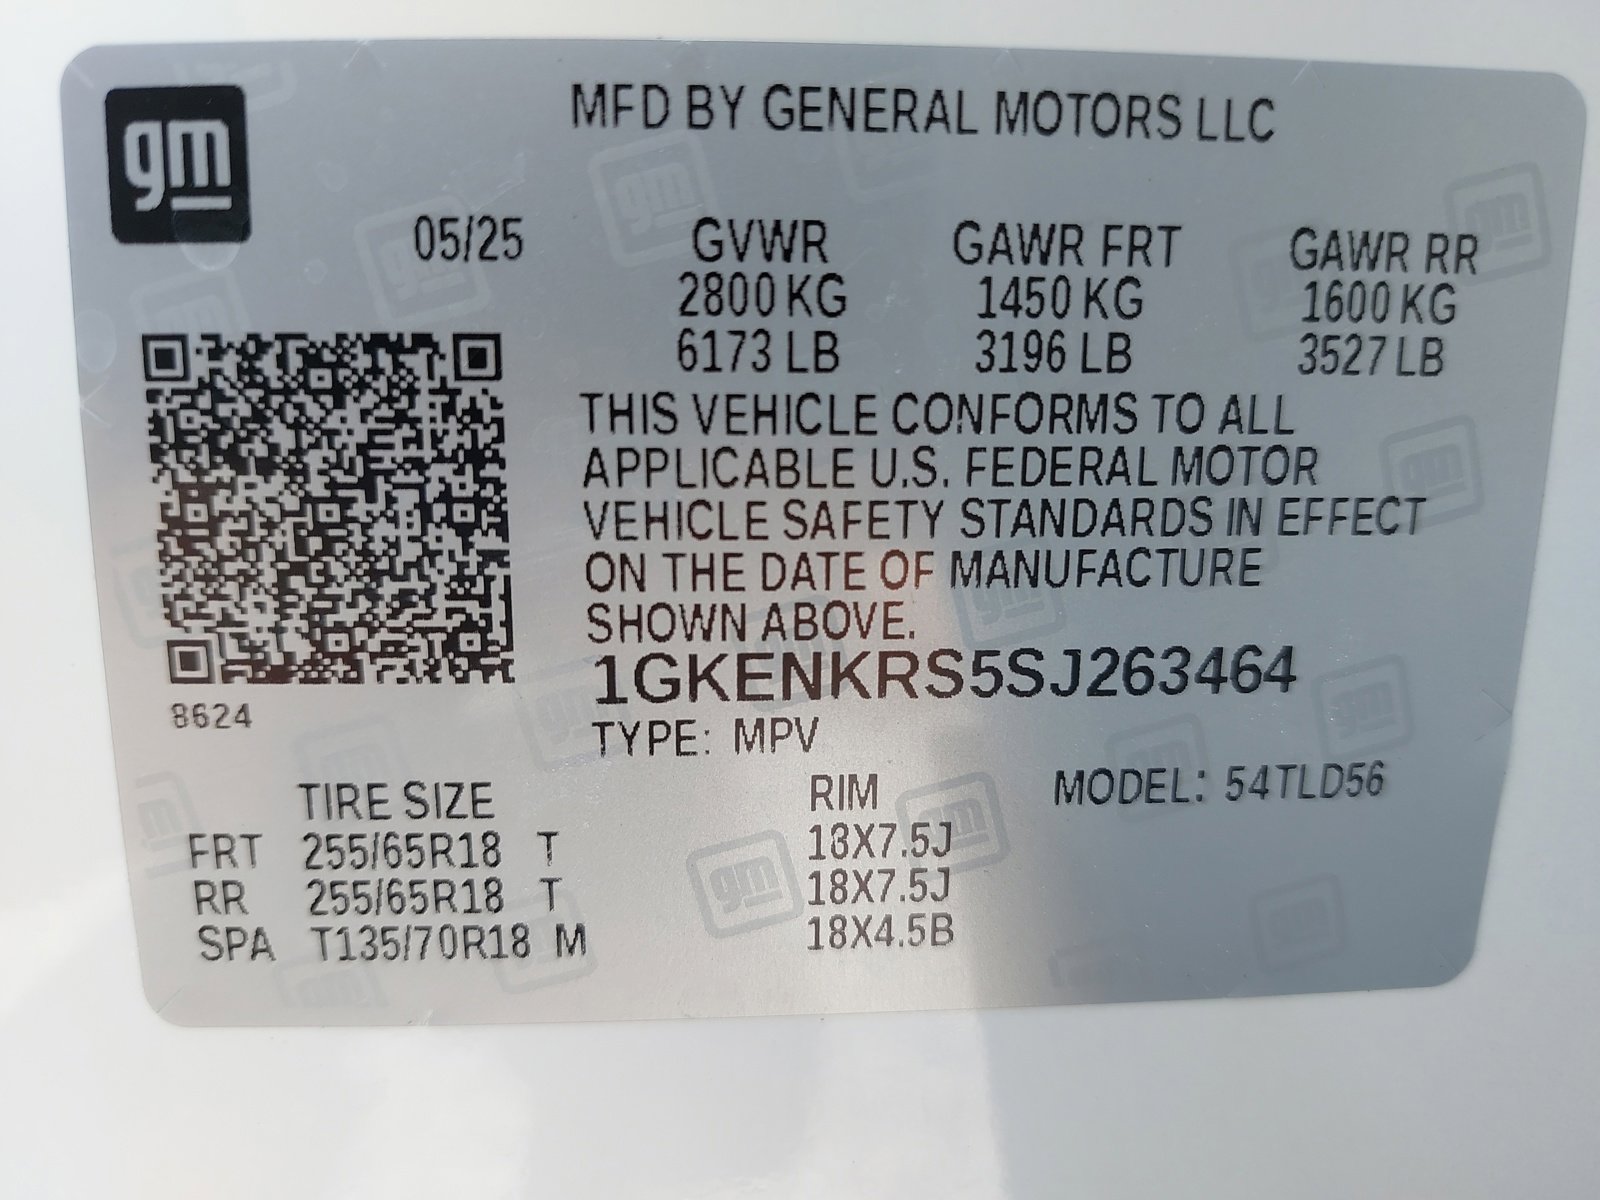 gm
MFD BY GENERAL MOTORS LLC
05/25 GVWR GAWR FRT GAWR RR
2800 KG 1450 KG 1600 KG
6173 LB 3196 LB 3527 LB
THIS VEHICLE CONFORMS TO ALL
APPLICABLE U.S. FEDERAL MOTOR
VEHICLE SAFETY STANDARDS IN EFFECT
ON THE DATE OF MANUFACTURE
SHOWN ABOVE.
1GKENKRS5SJ263464
8624
TYPE: MPV
TIRE SIZE RIM MODEL: 54TLD56
FRT 255/65R18 T 18X7.5J
RR 255/65R18 T 18X7.5J
SPA T135/70R18 M 18X4.5B